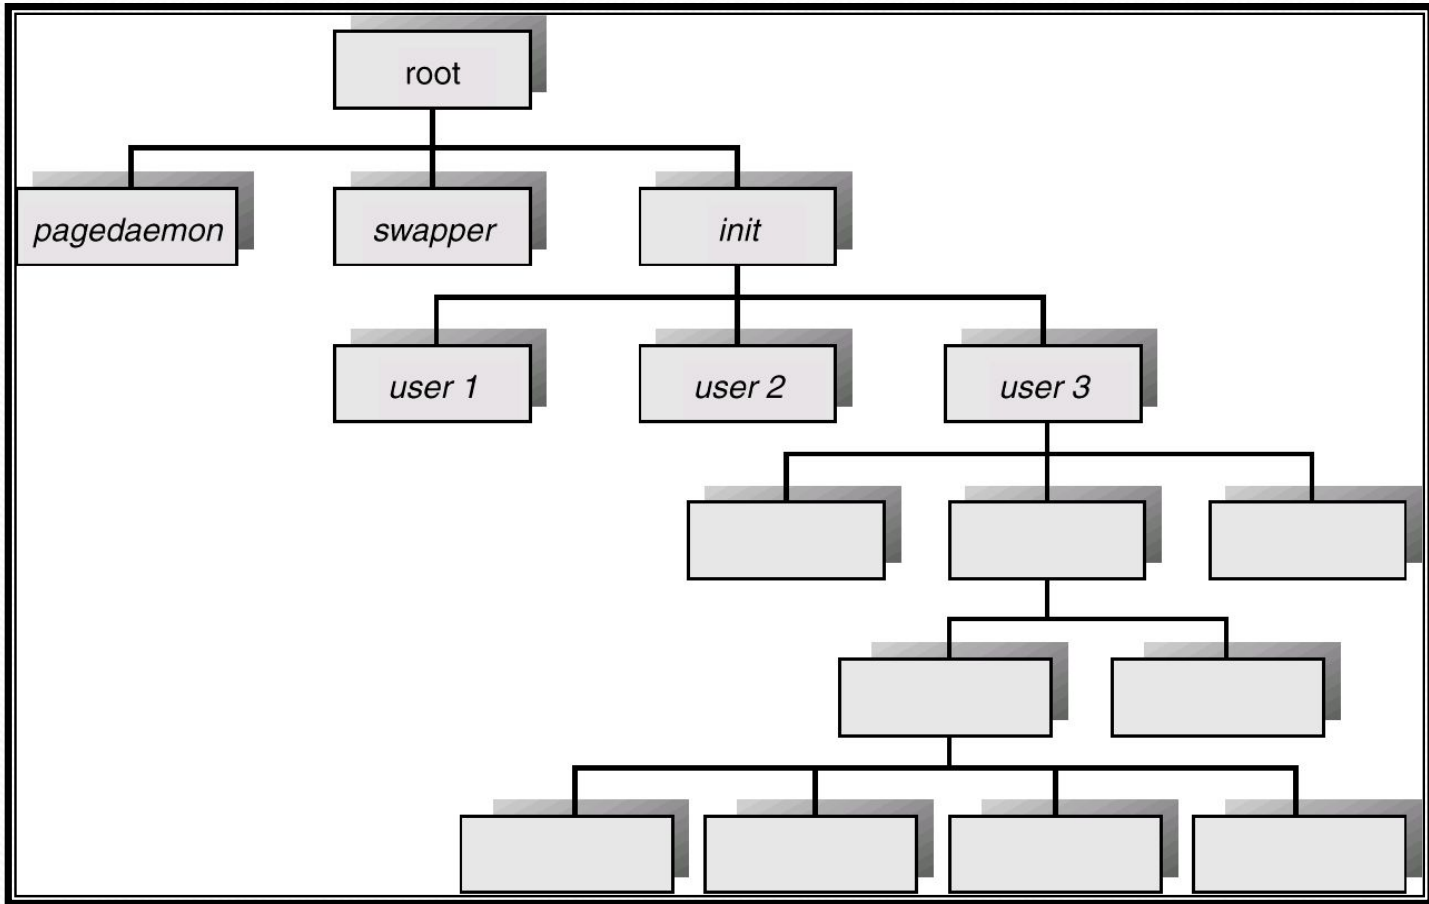 root
pagedaemon
swapper
init
user 1
user 2
user 3